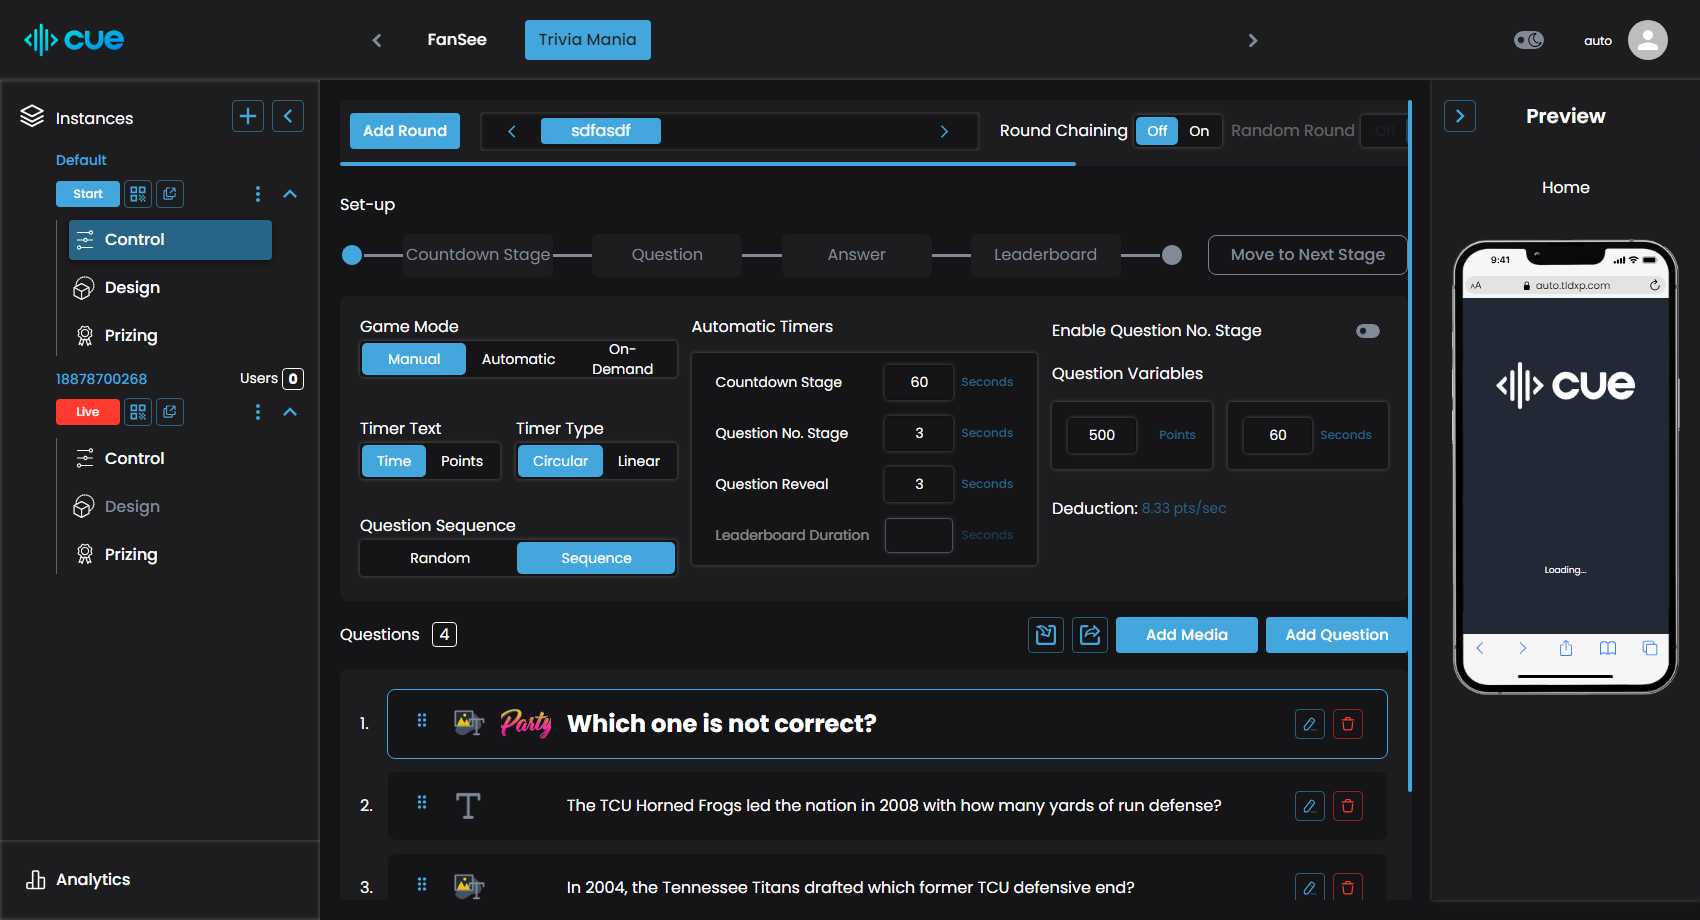 cue
FanSee
Trivia Mania
auto
Instances
Default
Start
Control
Design
Prizing
18878700268
Users 0
Live
Control
Design
Prizing
Analytics
Add Round
sdfasdf
Round Chaining
Off
On
Random Round
Off
Set-up
Countdown Stage
Question
Answer
Leaderboard
Move to Next Stage
Game Mode
Manual
Automatic
On-
Demand
Timer Text
Time
Points
Timer Type
Circular
Linear
Question Sequence
Random
Sequence
Automatic Timers
Countdown Stage
60
Seconds
Question No. Stage
3
Seconds
Question Reveal
3
Seconds
Leaderboard Duration
Seconds
Enable Question No. Stage
Question Variables
500
Points
60
Seconds
Deduction: 8.33 pts/sec
Questions 4
Add Media
Add Question
1.
Party
Which one is not correct?
2.
The TCU Horned Frogs led the nation in 2008 with how many yards of run defense?
3.
In 2004, the Tennessee Titans drafted which former TCU defensive end?
Preview
Home
9:41
AA
auto.tldxp.com
cue
Loading...